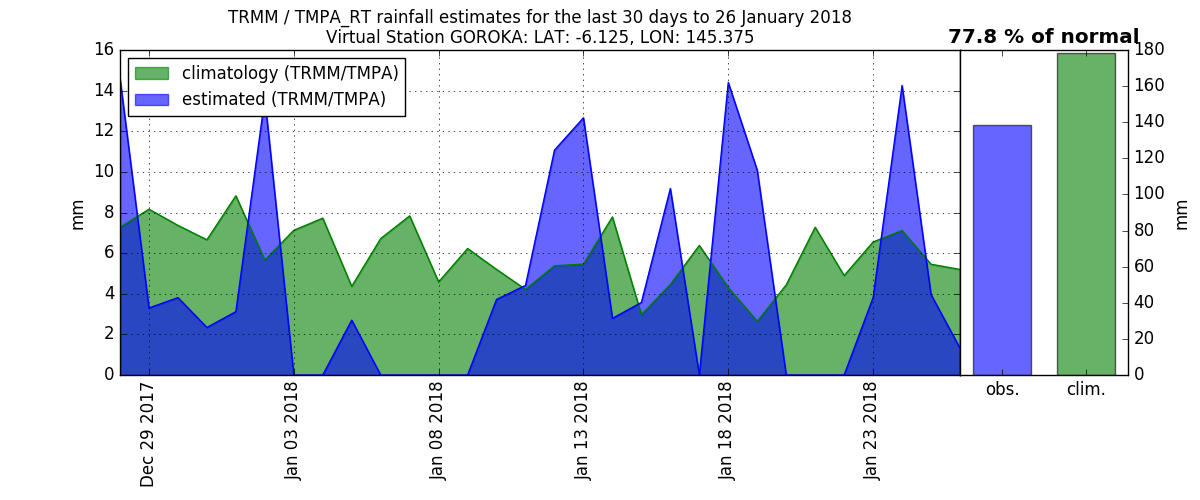 TRMM / TMPA_RT rainfall estimates for the last 30 days to 26 January 2018
Virtual Station GOROKA: LAT: -6.125, LON: 145.375
77.8 % of normal
climatology (TRMM/TMPA)
estimated (TRMM/TMPA)
16
14
12
10
8
6
4
2
0
mm
Dec 29 2017
Jan 03 2018
Jan 08 2018
Jan 13 2018
Jan 18 2018
Jan 23 2018
obs.
clim.
180
160
140
120
100
80
60
40
20
0
mm